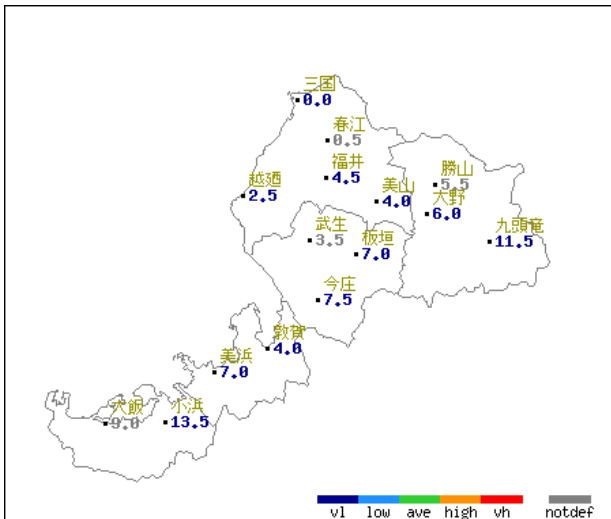 三国
0.0
春江
0.5
福井
4.5
越廼
2.5
美山
4.0
勝山
5.5
大野
6.0
九頭竜
11.5
武生
3.5
板垣
7.0
今庄
7.5
敦賀
4.0
美浜
7.0
大飯
9.0
小浜
13.5
vl low ave high vh notdef